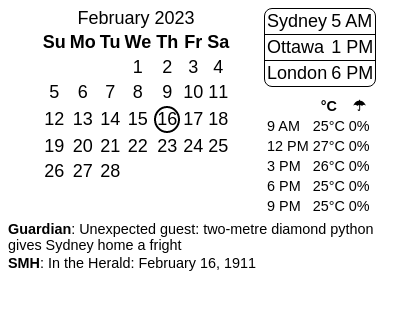 February 2023
Su Mo Tu We Th Fr Sa
1 2 3 4
5 6 7 8 9 10 11
12 13 14 15 16 17 18
19 20 21 22 23 24 25
26 27 28
Sydney 5 AM
Ottawa 1 PM
London 6 PM
°C ☂
9 AM 25°C 0%
12 PM 27°C 0%
3 PM 26°C 0%
6 PM 25°C 0%
9 PM 25°C 0%
Guardian: Unexpected guest: two-metre diamond python
gives Sydney home a fright
SMH: In the Herald: February 16, 1911